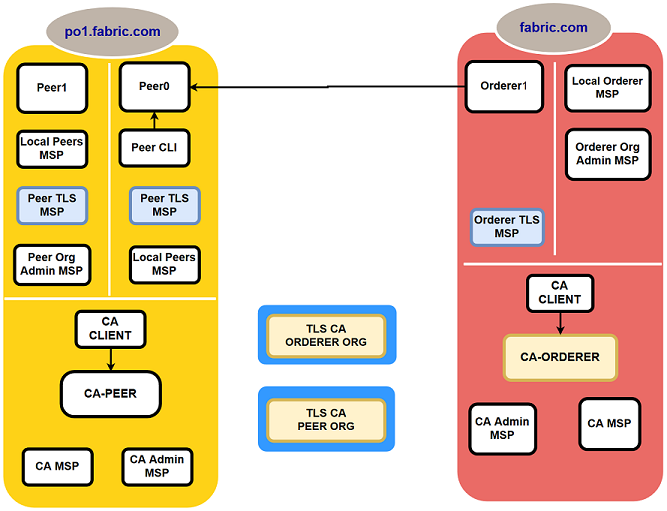 po1.fabric.com
Peer1
Local Peers
MSP
Peer TLS
MSP
Peer Org
Admin MSP
Peer0
Peer CLI
Peer TLS
MSP
Local Peers
MSP
CA
CLIENT
CA-PEER
CA MSP
CA Admin
MSP
TLS CA
ORDERER ORG
TLS CA
PEER ORG
fabric.com
Orderer1
Orderer TLS
MSP
Local Orderer
MSP
Orderer Org
Admin MSP
CA
CLIENT
CA-ORDERER
CA Admin
MSP
CA MSP